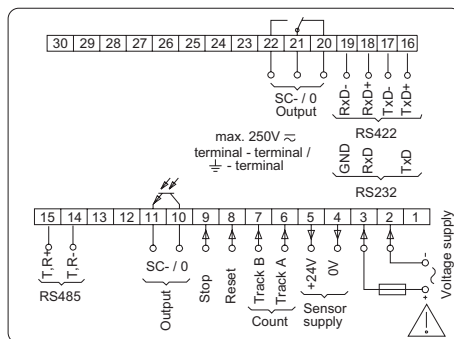 30 29 28 27 26 25 24 23 22 21 20 19 18 17 16
SC- / 0
Output
RxD-
RxD+
TxD-
TxD+
RS422
max. 250V ⎓
terminal - terminal /
⏚ - terminal
GND
RxD
TxD
RS232
15 14 13 12 11 10 9 8 7 6 5 4 3 2 1
T,R+
T,R-
RS485
SC- / 0
Output
Stop
Reset
Track B
Track A
Count
+24V
0V
Sensor
supply
-
~
+
Voltage supply
!